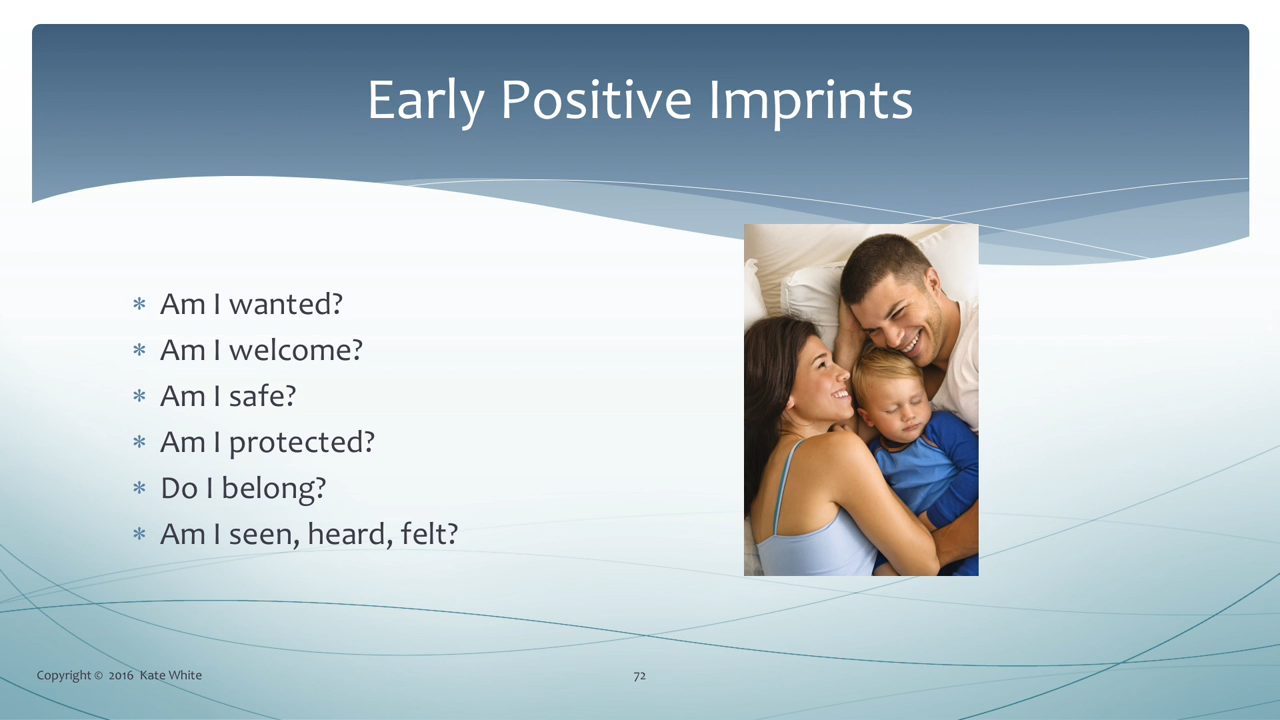 Early Positive Imprints
* Am I wanted?
* Am I welcome?
* Am I safe?
* Am I protected?
* Do I belong?
* Am I seen, heard, felt?
Copyright © 2016 Kate White
72